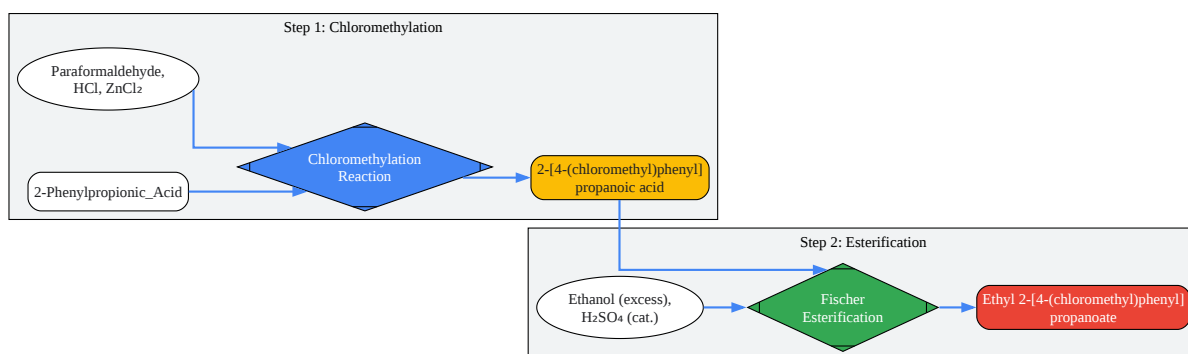 Step 1: Chloromethylation
Paraformaldehyde,
HCl, ZnCl₂
Chloromethylation
Reaction
2-Phenylpropionic_Acid
2-[4-(chloromethyl)phenyl]
propanoic acid
Step 2: Esterification
Ethanol (excess),
H₂SO₄ (cat.)
Fischer
Esterification
Ethyl 2-[4-(chloromethyl)phenyl]
propanoate